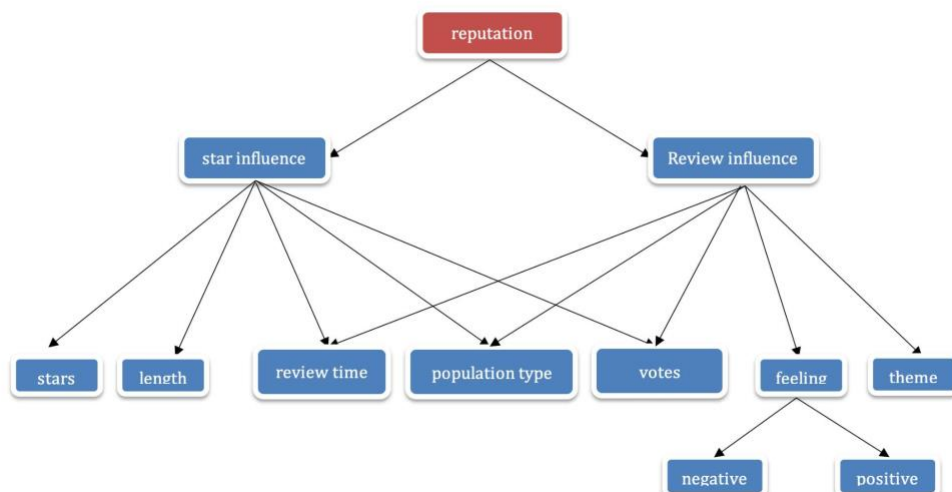 reputation
star influence
Review influence
stars
length
review time
population type
votes
feeling
theme
negative
positive